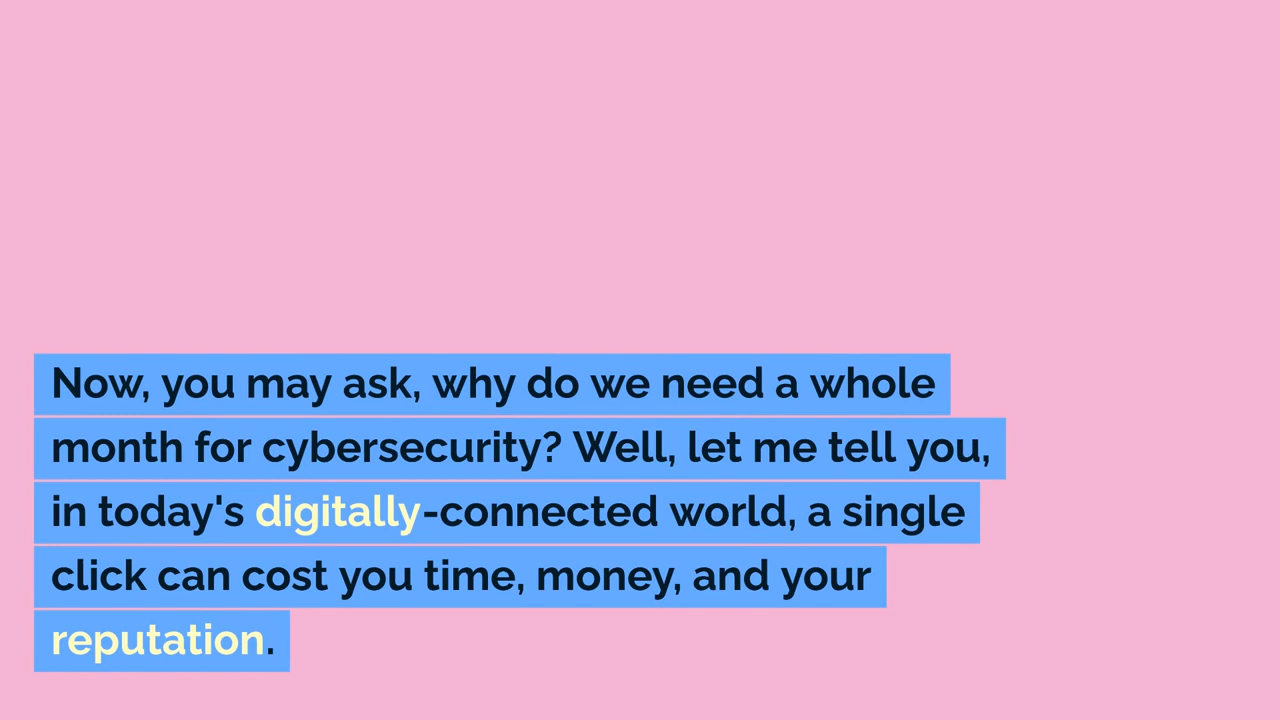 Now, you may ask, why do we need a whole
month for cybersecurity? Well, let me tell you,
in today's digitally-connected world, a single
click can cost you time, money, and your
reputation.